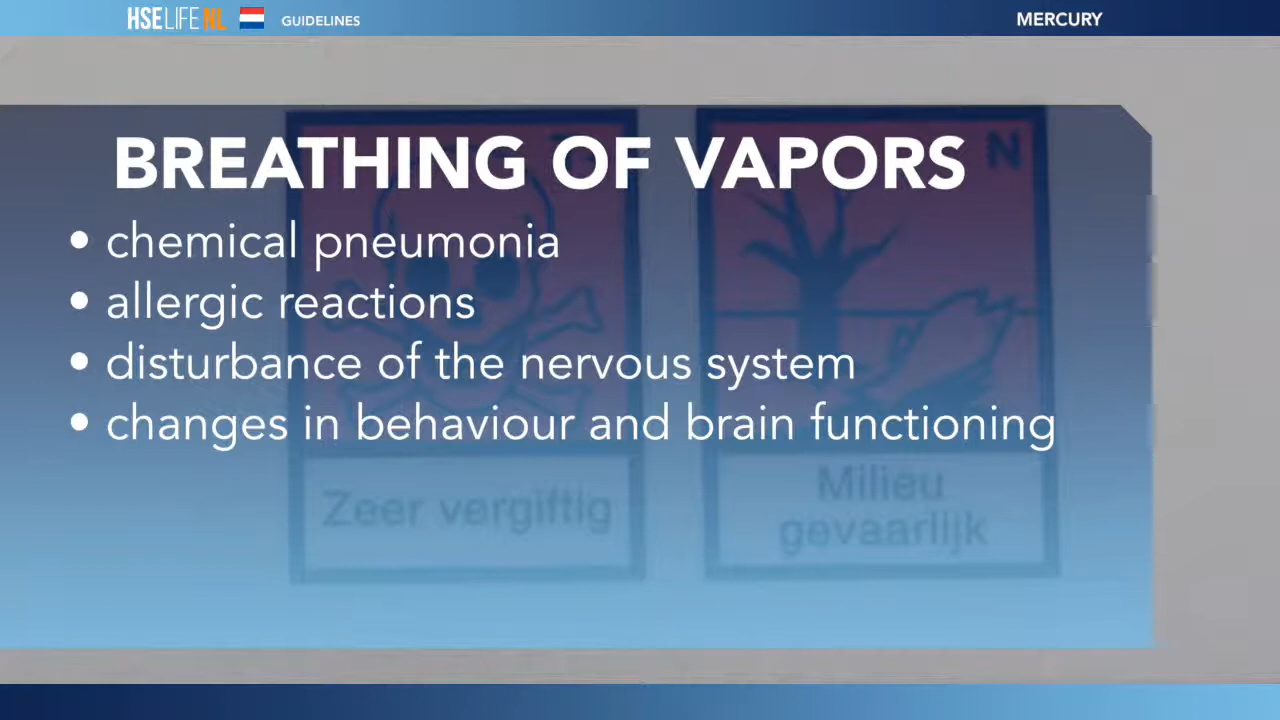 HSELIFE NL GUIDELINES MERCURY
N
BREATHING OF VAPORS
• chemical pneumonia
• allergic reactions
• disturbance of the nervous system
• changes in behaviour and brain functioning
Zeer vergiftig
Milieu
gevaarlijk